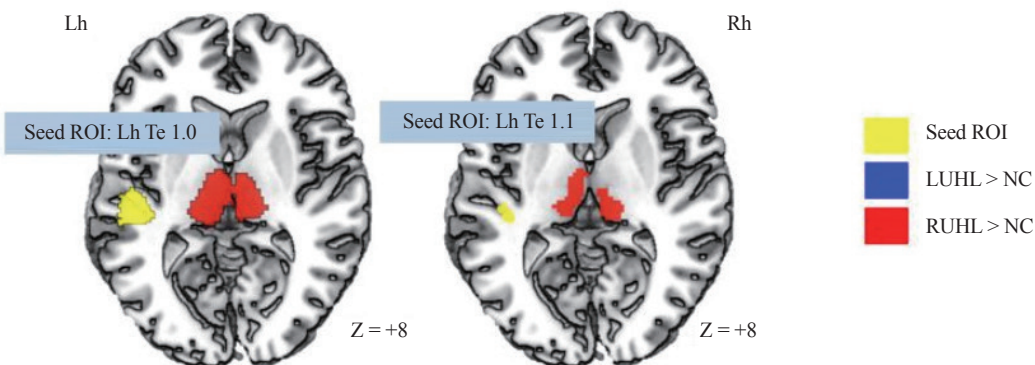 Lh
Rh
Seed ROI: Lh Te 1.0
Seed ROI: Lh Te 1.1
Seed ROI
LUHL > NC
RUHL > NC
Z = +8
Z = +8